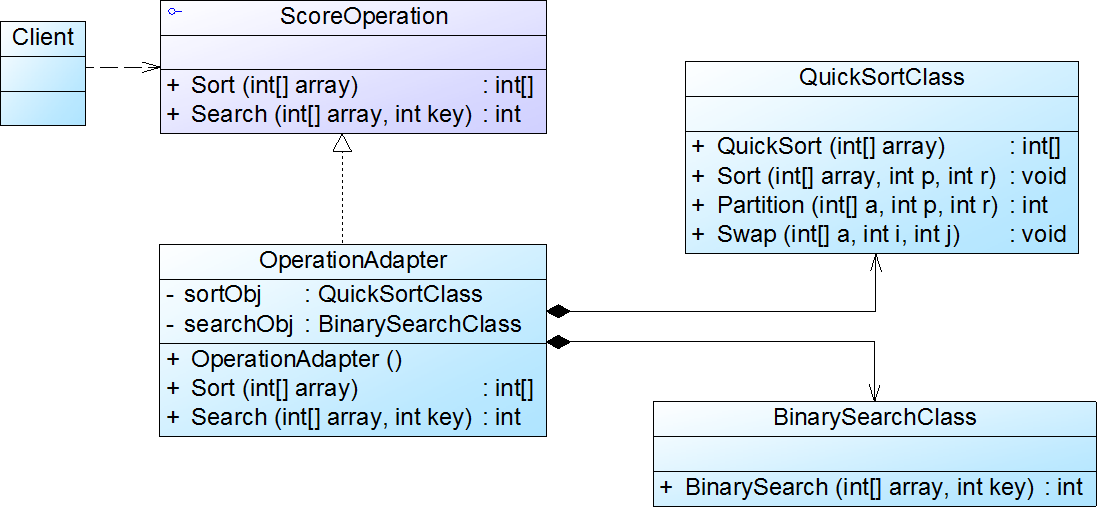 Client
ScoreOperation
+ Sort (int[] array) : int[]
+ Search (int[] array, int key) : int
OperationAdapter
- sortObj : QuickSortClass
- searchObj : BinarySearchClass
+ OperationAdapter ()
+ Sort (int[] array) : int[]
+ Search (int[] array, int key) : int
QuickSortClass
+ QuickSort (int[] array) : int[]
+ Sort (int[] array, int p, int r) : void
+ Partition (int[] a, int p, int r) : int
+ Swap (int[] a, int i, int j) : void
BinarySearchClass
+ BinarySearch (int[] array, int key) : int